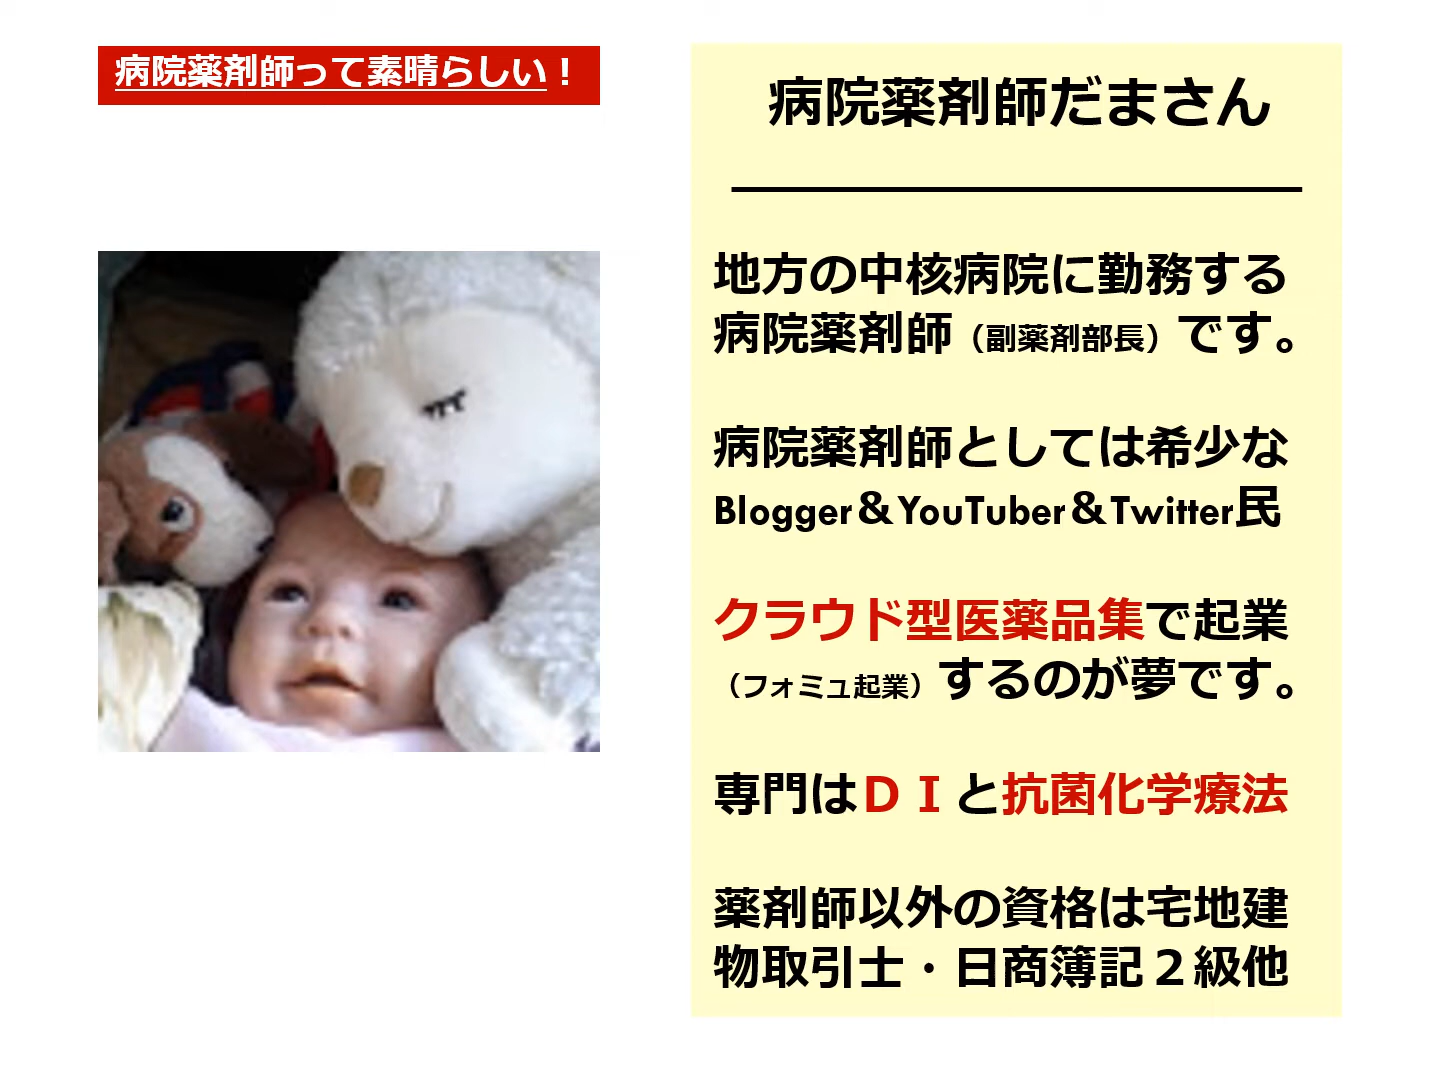 病院薬剤師って素晴らしい！
病院薬剤師だまさん
地方の中核病院に勤務する
病院薬剤師（副薬剤部長）です。
病院薬剤師としては希少な
Blogger＆YouTuber＆Twitter民
クラウド型医薬品集で起業
（フォミュ起業）するのが夢です。
専門はＤＩと抗菌化学療法
薬剤師以外の資格は宅地建
物取引士・日商簿記２級他